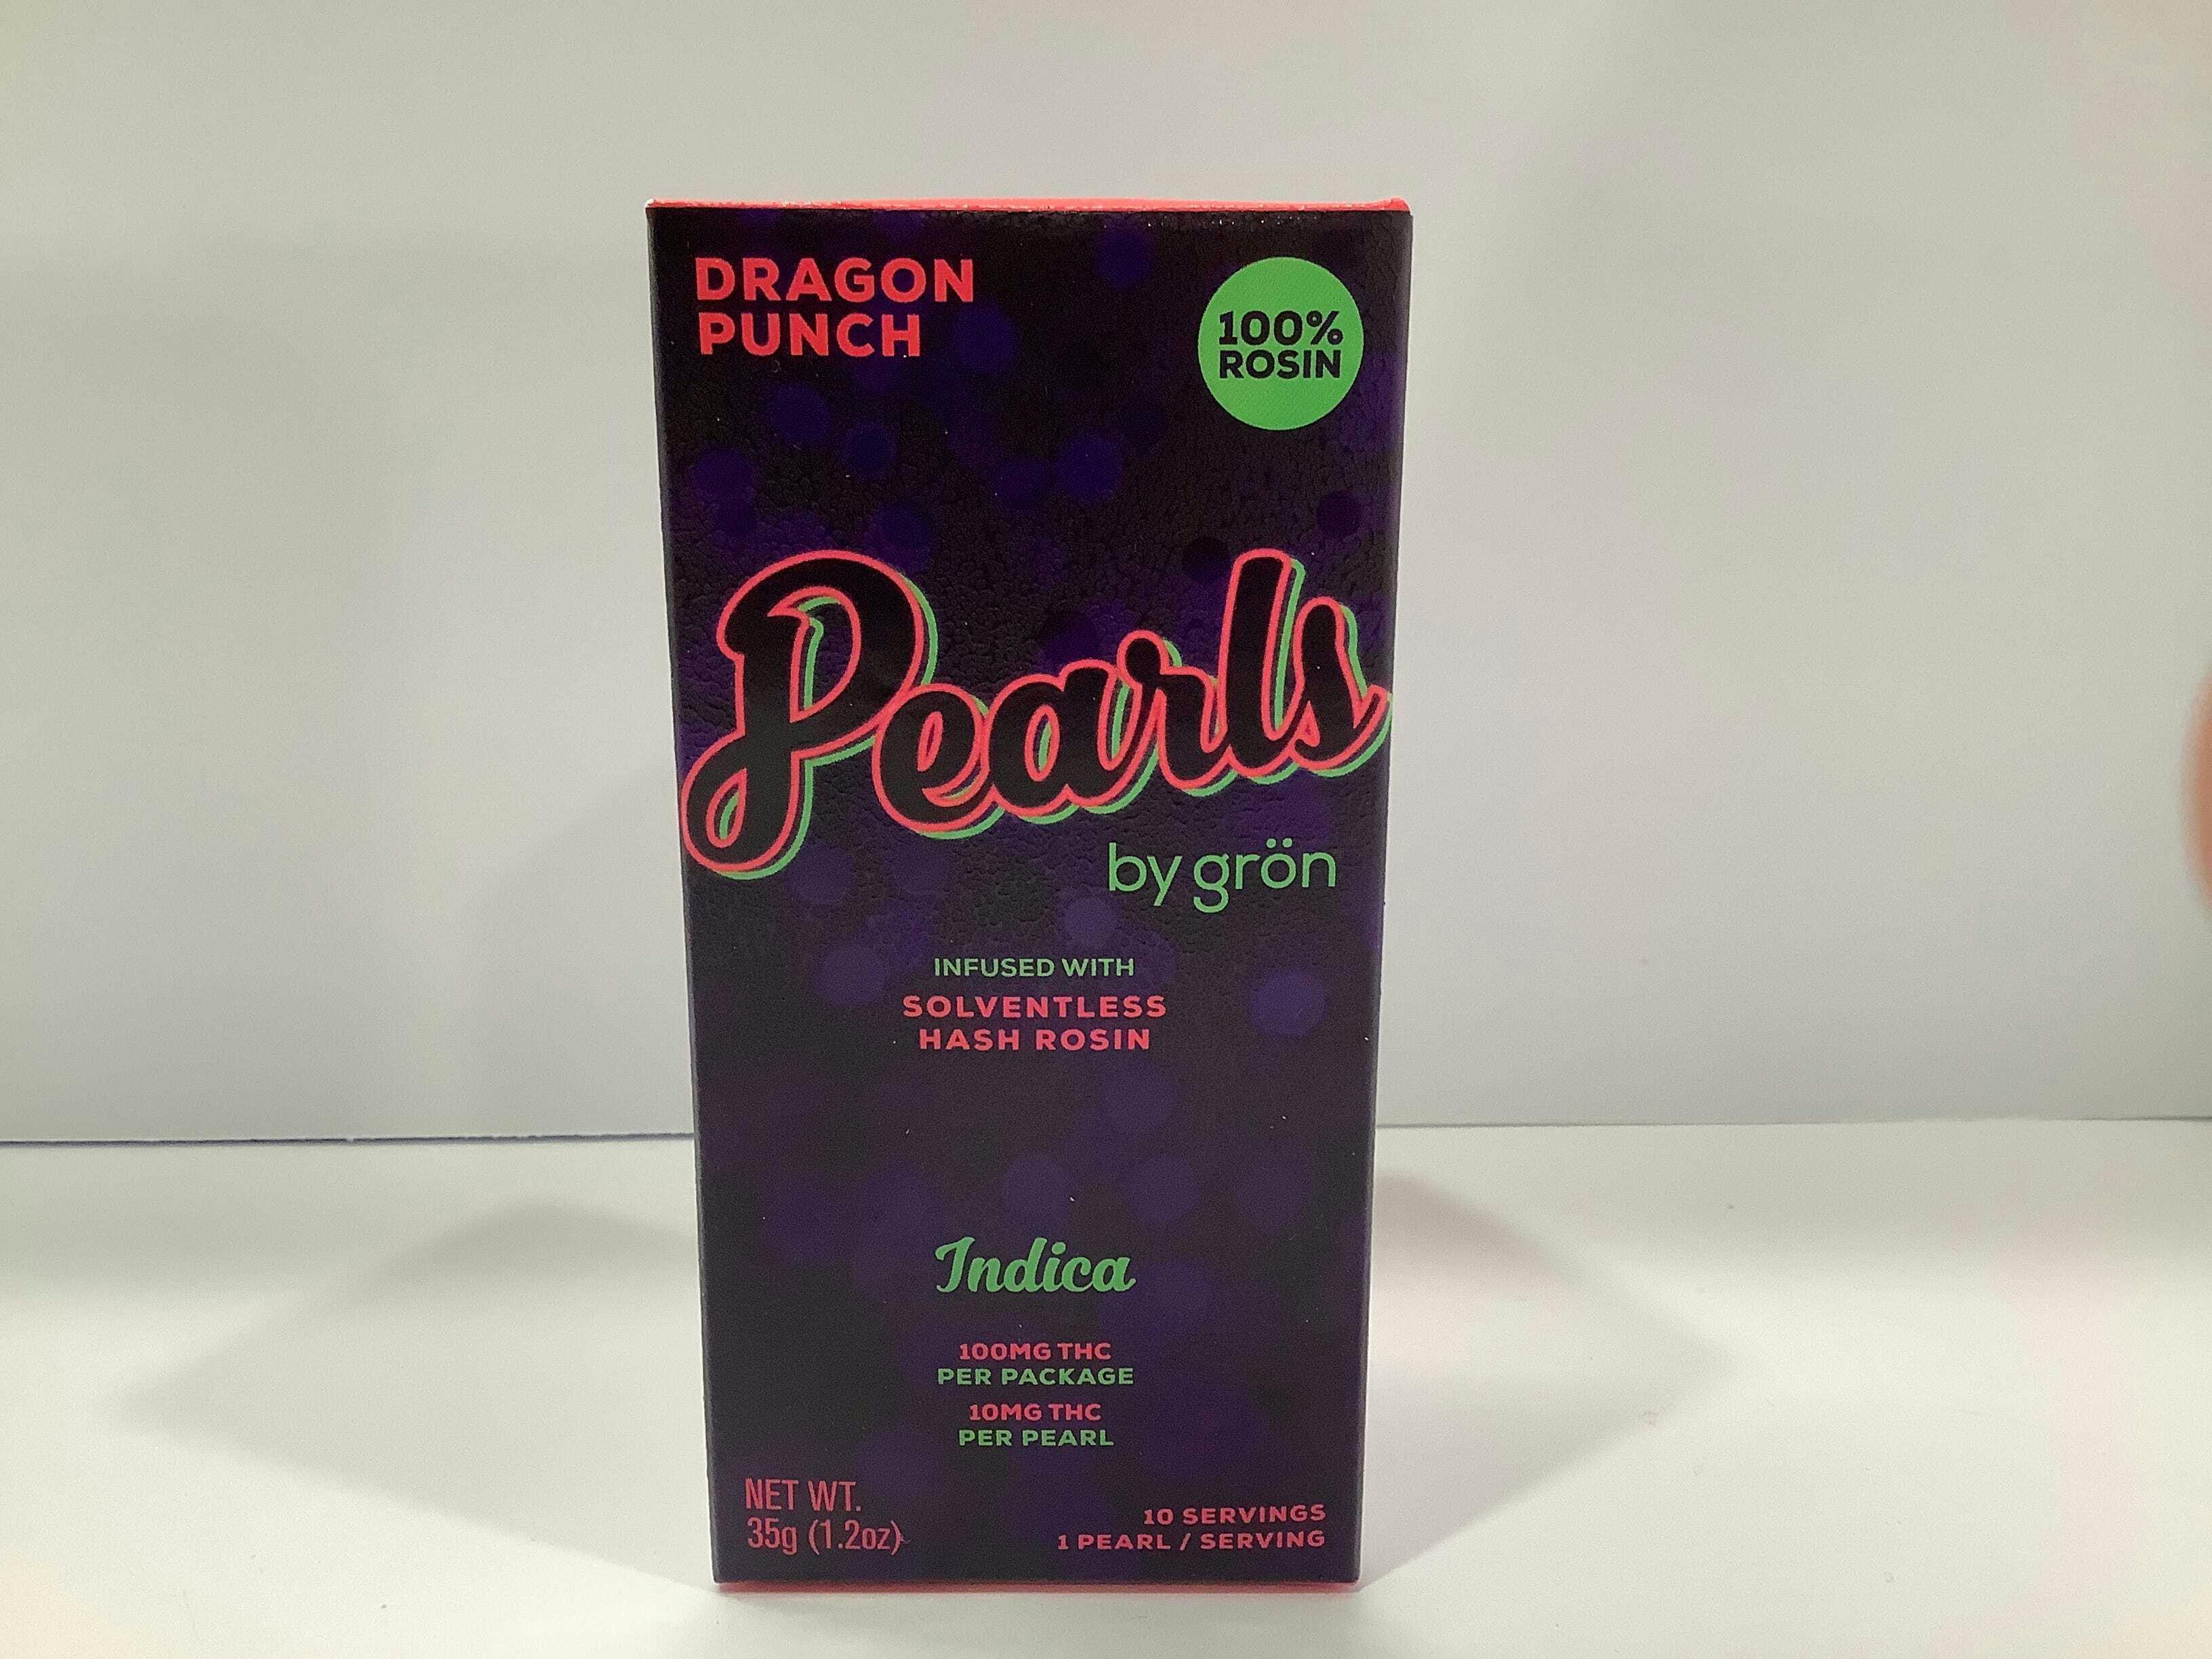 DRAGON
PUNCH
100%
ROSIN
Pearls
by grön
INFUSED WITH
SOLVENTLESS
HASH ROSIN
Indica
100MG THC
PER PACKAGE
10MG THC
PER PEARL
NET WT.
35g (1.2oz)
10 SERVINGS
1 PEARL / SERVING